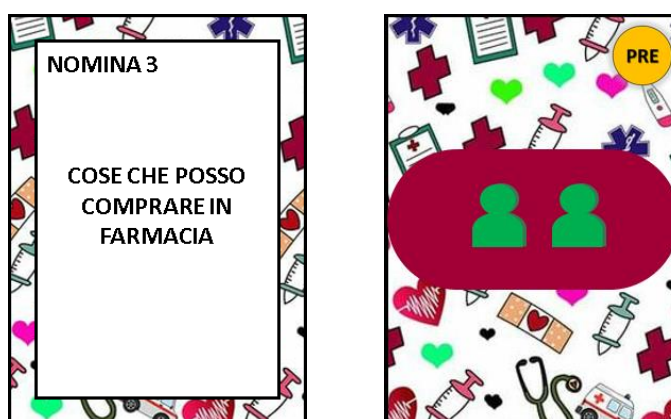 NOMINA 3
COSE CHE POSSO
COMPRARE IN
FARMACIA
PRE